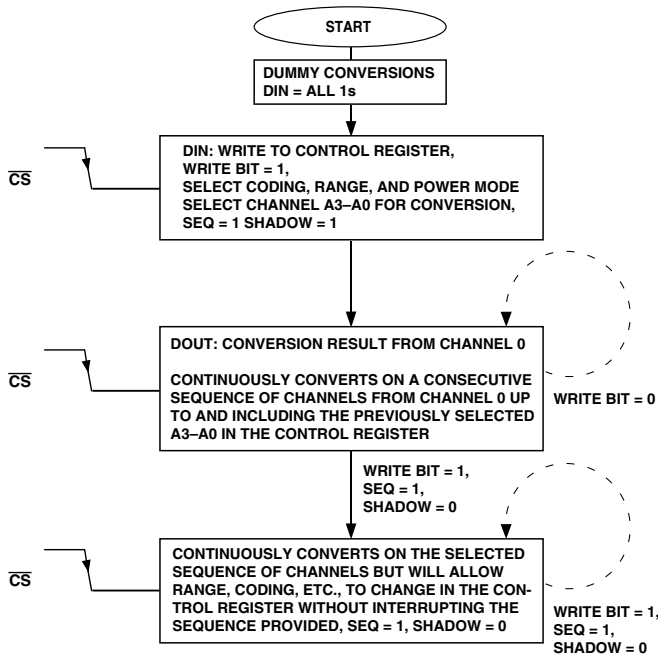 START
DUMMY CONVERSIONS
DIN = ALL 1s
CS
DIN: WRITE TO CONTROL REGISTER,
WRITE BIT = 1,
SELECT CODING, RANGE, AND POWER MODE
SELECT CHANNEL A3–A0 FOR CONVERSION,
SEQ = 1 SHADOW = 1
CS
DOUT: CONVERSION RESULT FROM CHANNEL 0
CONTINUOUSLY CONVERTS ON A CONSECUTIVE
SEQUENCE OF CHANNELS FROM CHANNEL 0 UP
TO AND INCLUDING THE PREVIOUSLY SELECTED
A3–A0 IN THE CONTROL REGISTER
WRITE BIT = 0
WRITE BIT = 1,
SEQ = 1,
SHADOW = 0
CS
CONTINUOUSLY CONVERTS ON THE SELECTED
SEQUENCE OF CHANNELS BUT WILL ALLOW
RANGE, CODING, ETC., TO CHANGE IN THE CON-
TROL REGISTER WITHOUT INTERRUPTING THE
SEQUENCE PROVIDED, SEQ = 1, SHADOW = 0
WRITE BIT = 1,
SEQ = 1,
SHADOW = 0